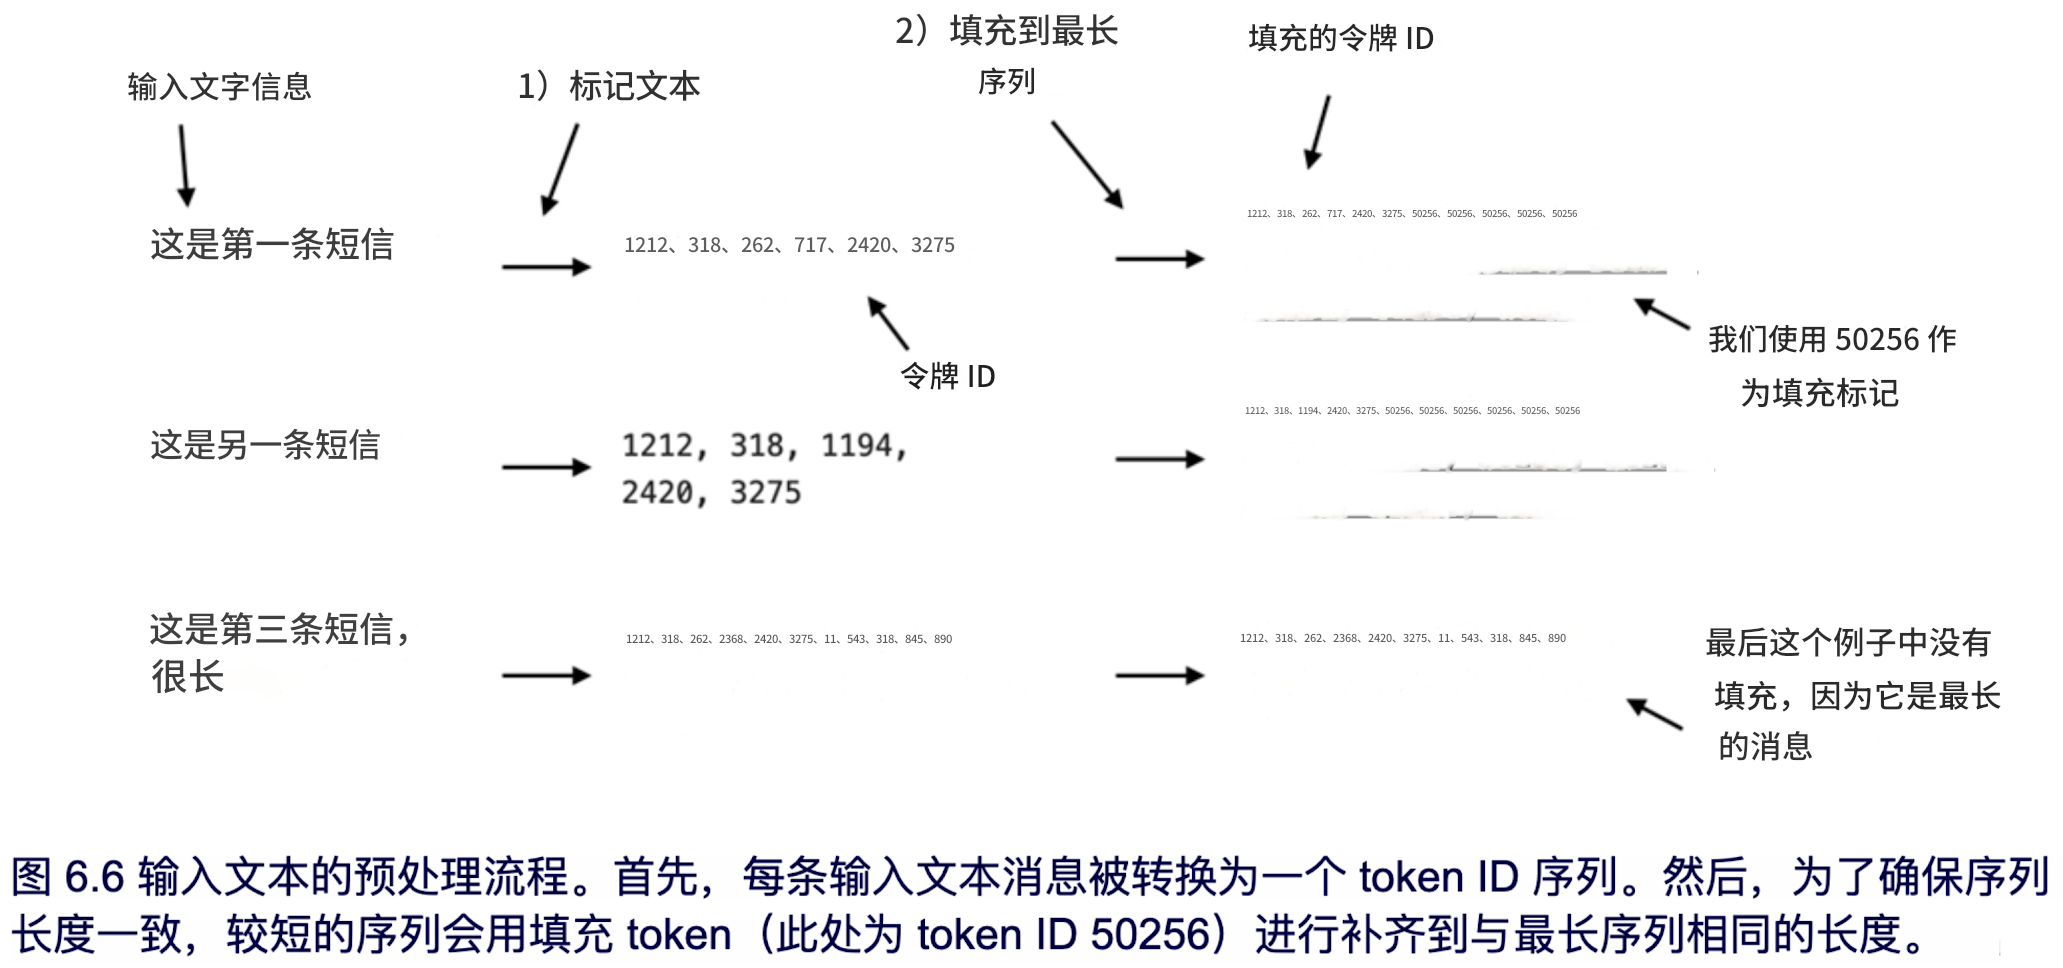 输入文字信息
1）标记文本
2）填充到最长
序列
填充的令牌 ID
这是第一条短信
1212、318、262、717、2420、3275
1212、318、262、717、2420、3275、50256、50256、50256、50256、50256
令牌 ID
我们使用 50256 作
为填充标记
这是另一条短信
1212, 318, 1194,
2420, 3275
1212、318、1194、2420、3275、50256、50256、50256、50256、50256、50256
这是第三条短信，
很长
1212、318、262、2368、2420、3275、11、543、318、845、890
1212、318、262、2368、2420、3275、11、543、318、845、890
最后这个例子中没有
填充，因为它是最长
的消息
图 6.6 输入文本的预处理流程。首先，每条输入文本消息被转换为一个 token ID 序列。然后，为了确保序列
长度一致，较短的序列会用填充 token（此处为 token ID 50256）进行补齐到与最长序列相同的长度。